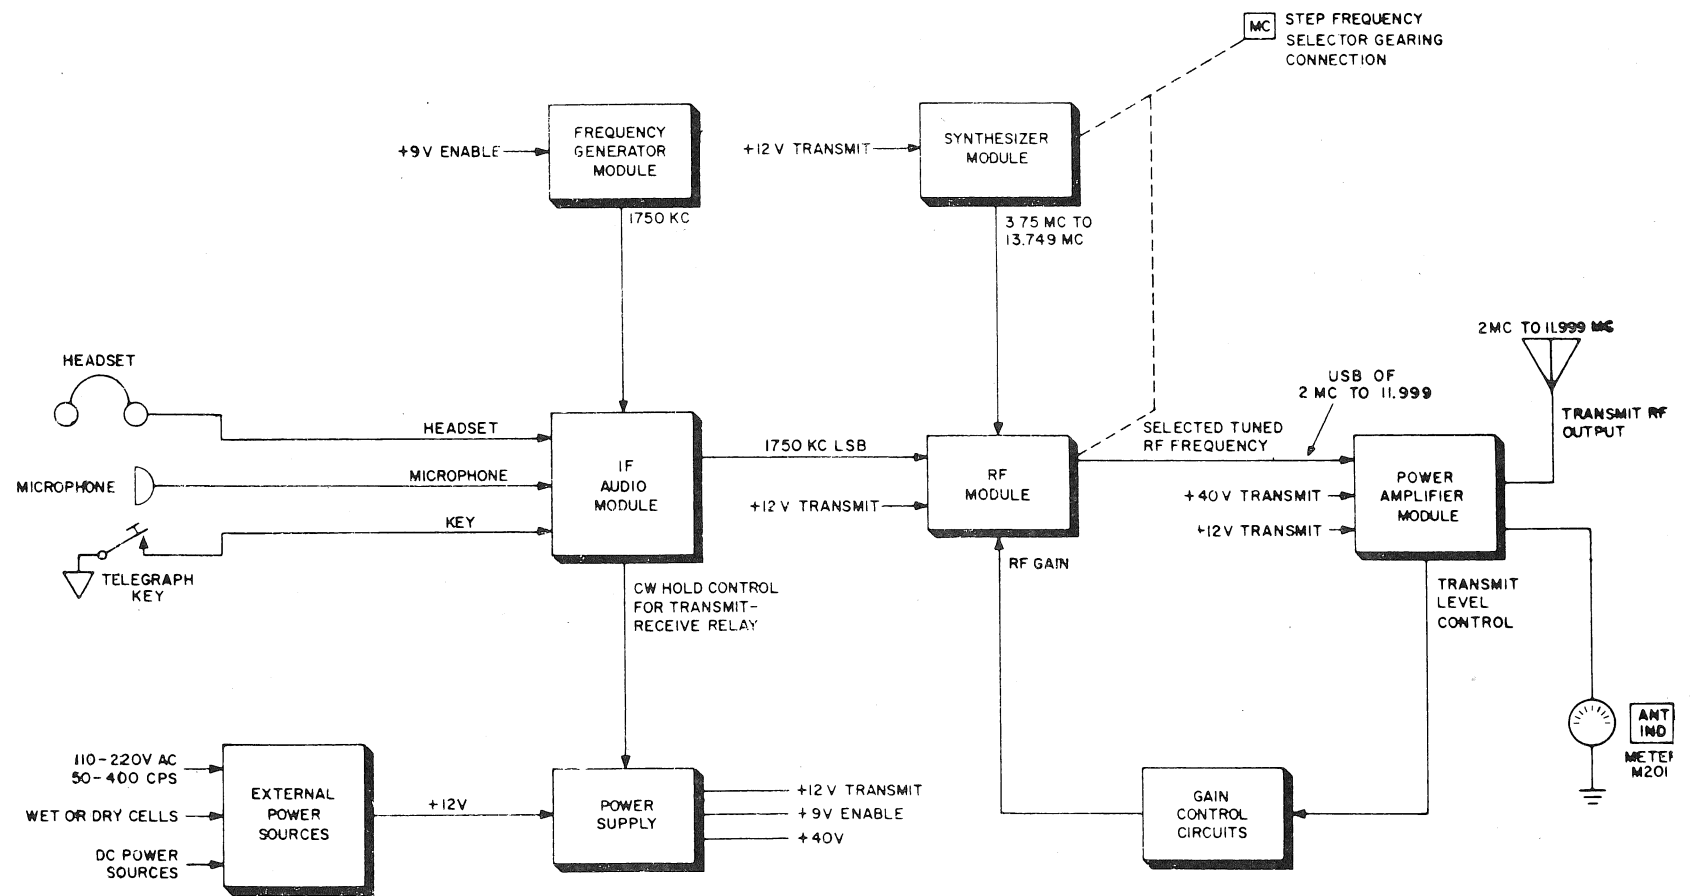 MC
STEP FREQUENCY
SELECTOR GEARING
CONNECTION
FREQUENCY
GENERATOR
MODULE
+9V ENABLE
1750 KC
+12V TRANSMIT
SYNTHESIZER
MODULE
3.75 MC TO
13.749 MC
HEADSET
HEADSET
MICROPHONE
MICROPHONE
KEY
TELEGRAPH
KEY
IF
AUDIO
MODULE
1750 KC LSB
+12V TRANSMIT
RF
MODULE
RF GAIN
SELECTED TUNED
RF FREQUENCY
USB OF
2 MC TO 11.999
2MC TO 11.999 MC
TRANSMIT RF
OUTPUT
+40V TRANSMIT
+12V TRANSMIT
POWER
AMPLIFIER
MODULE
TRANSMIT
LEVEL
CONTROL
CW HOLD CONTROL
FOR TRANSMIT-
RECEIVE RELAY
110-220V AC
50-400 CPS
WET OR DRY CELLS
DC POWER
SOURCES
EXTERNAL
POWER
SOURCES
+12V
POWER
SUPPLY
+12V TRANSMIT
+9V ENABLE
+40V
GAIN
CONTROL
CIRCUITS
ANT
IND
METER
M201